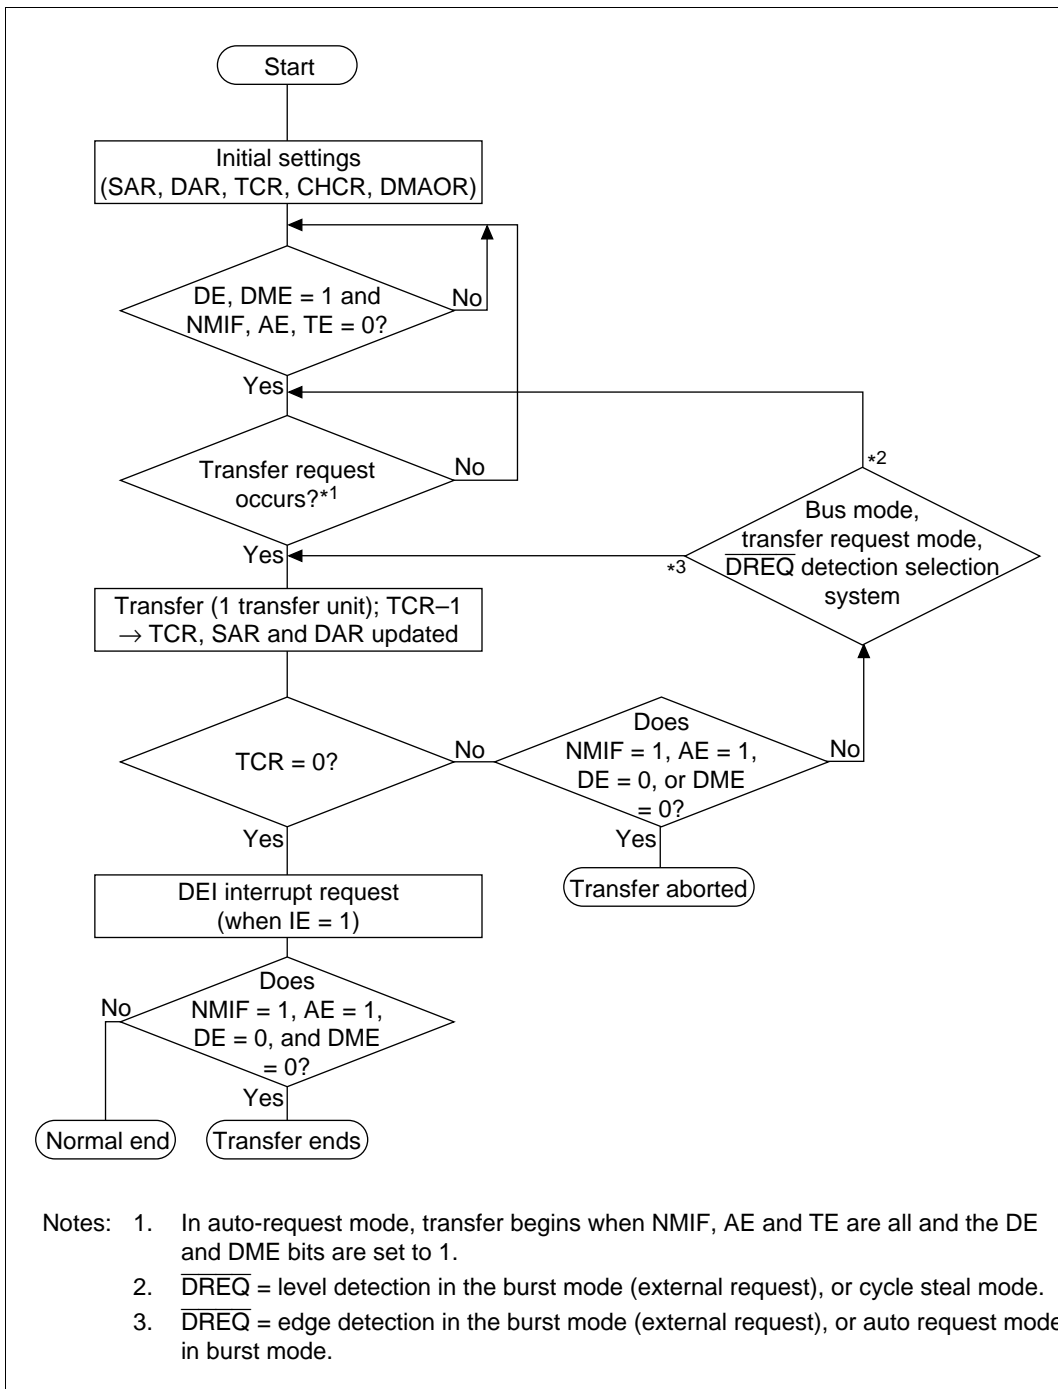 Start
Initial settings
(SAR, DAR, TCR, CHCR, DMAOR)
DE, DME = 1 and
NMIF, AE, TE = 0?
No
Yes
Transfer request
occurs?*1
No
Yes
*2
Bus mode,
transfer request mode,
DREQ detection selection
system
*3
Transfer (1 transfer unit); TCR–1
→ TCR, SAR and DAR updated
TCR = 0?
No
Does
NMIF = 1, AE = 1,
DE = 0, or DME
= 0?
No
Yes
Yes
Transfer aborted
DEI interrupt request
(when IE = 1)
Does
NMIF = 1, AE = 1,
DE = 0, and DME
= 0?
No
Yes
Normal end
Transfer ends
Notes: 1. In auto-request mode, transfer begins when NMIF, AE and TE are all and the DE
and DME bits are set to 1.
2. DREQ = level detection in the burst mode (external request), or cycle steal mode.
3. DREQ = edge detection in the burst mode (external request), or auto request mode
in burst mode.